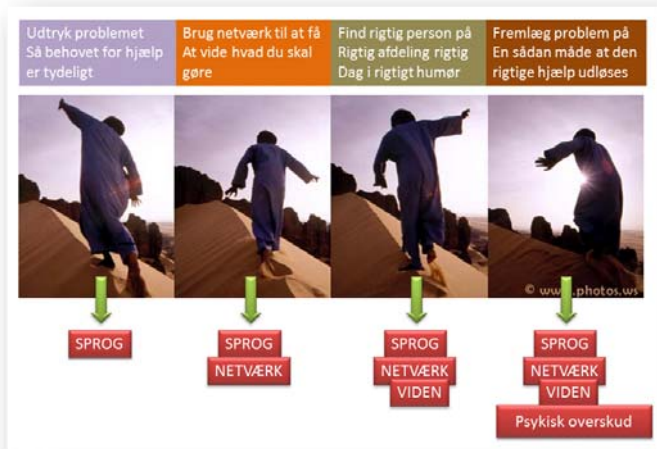 Udtryk problemet
Så behovet for hjælp
er tydeligt
Brug netværk til at få
At vide hvad du skal
gøre
Find rigtig person på
Rigtig afdeling rigtig
Dag i rigtigt humør
Fremlæg problem på
En sådan måde at den
rigtige hjælp udløses
SPROG
SPROG
NETVÆRK
SPROG
NETVÆRK
VIDEN
SPROG
NETVÆRK
VIDEN
Psykisk overskud